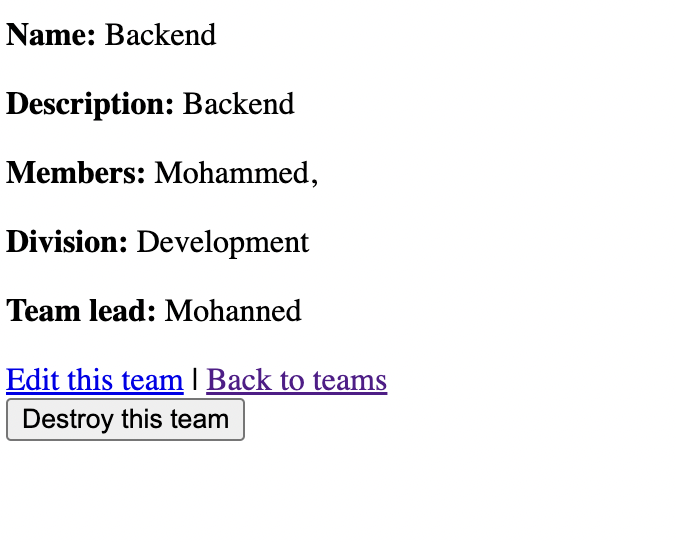 Name: Backend
Description: Backend
Members: Mohammed,
Division: Development
Team lead: Mohanned
Edit this team | Back to teams
Destroy this team